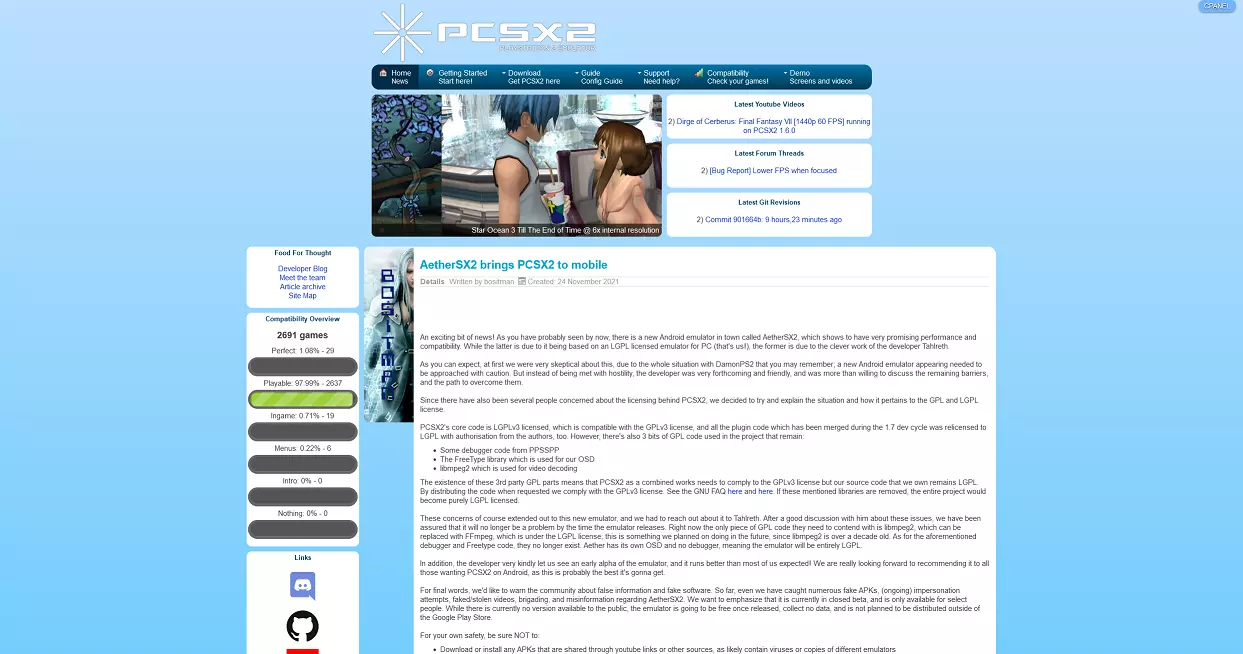 CPANEL
PCSX2
PLAYSTATION 2 EMULATOR
Home
News
Getting Started
Start here!
Download
Get PCSX2 here
Guide
Config Guide
Support
Need help?
Compatibility
Check your games!
Demo
Screens and videos
Star Ocean 3 Till The End of Time @ 6x internal resolution
Latest Youtube Videos
2) Dirge of Cerberus: Final Fantasy VII [1440p 60 FPS] running
on PCSX2 1.6.0
Latest Forum Threads
2) [Bug Report] Lower FPS when focused
Latest Git Revisions
2) Commit 901664b: 9 hours,23 minutes ago
Food For Thought
Developer Blog
Meet the team
Article archive
Site Map
Compatibility Overview
2691 games
Perfect: 1.08% - 29
Playable: 97.99% - 2637
Ingame: 0.71% - 19
Menus: 0.22% - 6
Intro: 0% - 0
Nothing: 0% - 0
Links
BOSITMAN
AetherSX2 brings PCSX2 to mobile
Details Written by bositman Created: 24 November 2021
An exciting bit of news! As you have probably seen by now, there is a new Android emulator in town called AetherSX2, which shows to have very promising performance and
compatibility. While the latter is due to it being based on an LGPL licensed emulator for PC (that's us!), the former is due to the clever work of the developer Tahlreth.
As you can expect, at first we were very skeptical about this, due to the whole situation with DamonPS2 that you may remember; a new Android emulator appearing needed to
be approached with caution. But instead of being met with hostility, the developer was very forthcoming and friendly, and was more than willing to discuss the remaining barriers,
and the path to overcome them.
Since there have also been several people concerned about the licensing behind PCSX2, we decided to try and explain the situation and how it pertains to the GPL and LGPL
license.
PCSX2's core code is LGPLv3 licensed, which is compatible with the GPLv3 license, and all the plugin code which has been merged during the 1.7 dev cycle was relicensed to
LGPL with authorisation from the authors, too. However, there's also 3 bits of GPL code used in the project that remain:
• Some debugger code from PPSSPP
• The FreeType library which is used for our OSD
• libmpeg2 which is used for video decoding
The existence of these 3rd party GPL parts means that PCSX2 as a combined works needs to comply to the GPLv3 license but our source code that we own remains LGPL.
By distributing the code when requested we comply with the GPLv3 license. See the GNU FAQ here and here. If these mentioned libraries are removed, the entire project would
become purely LGPL licensed.
These concerns of course extended out to this new emulator, and we had to reach out about it to Tahlreth. After a good discussion with him about these issues, we have been
assured that it will no longer be a problem by the time the emulator releases. Right now the only piece of GPL code they need to contend with is libmpeg2, which can be
replaced with FFmpeg, which is under the LGPL license, this is something we planned on doing in the future, since libmpeg2 is over a decade old. As for the aforementioned
debugger and Freetype code, they no longer exist. Aether has its own OSD and no debugger, meaning the emulator will be entirely LGPL.
In addition, the developer very kindly let us see an early alpha of the emulator, and it runs better than most of us expected! We are really looking forward to recommending it to all
those wanting PCSX2 on Android, as this is probably the best it's gonna get.
For final words, we'd like to warn the community about false information and fake software. So far, even we have caught numerous fake APKs, (ongoing) impersonation
attempts, faked/stolen videos, brigading, and misinformation regarding AetherSX2. We want to emphasize that it is currently in closed beta, and is only available for select
people. While there is currently no version available to the public, the emulator is going to be free once released, collect no data, and is not planned to be distributed outside of
the Google Play Store.
For your own safety, be sure NOT to:
• Download or install any APKs that are shared through youtube links or other sources, as likely contain viruses or copies of different emulators